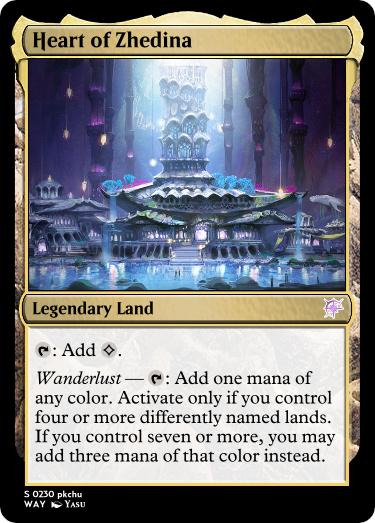 Heart of Zhedina
Legendary Land
: Add .
Wanderlust — : Add one mana of
any color. Activate only if you control
four or more differently named lands.
If you control seven or more, you may
add three mana of that color instead.
S 0230 pkchu
WAY Yasu